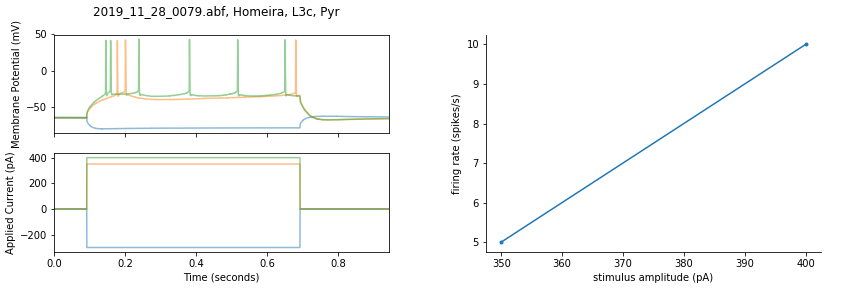 2019_11_28_0079.abf, Homeira, L3c, Pyr
Membrane Potential (mV)
50
0
−50
Applied Current (pA)
400
200
0
−200
0.0 0.2 0.4 0.6 0.8
Time (seconds)
firing rate (spikes/s)
10
9
8
7
6
5
350 360 370 380 390 400
stimulus amplitude (pA)